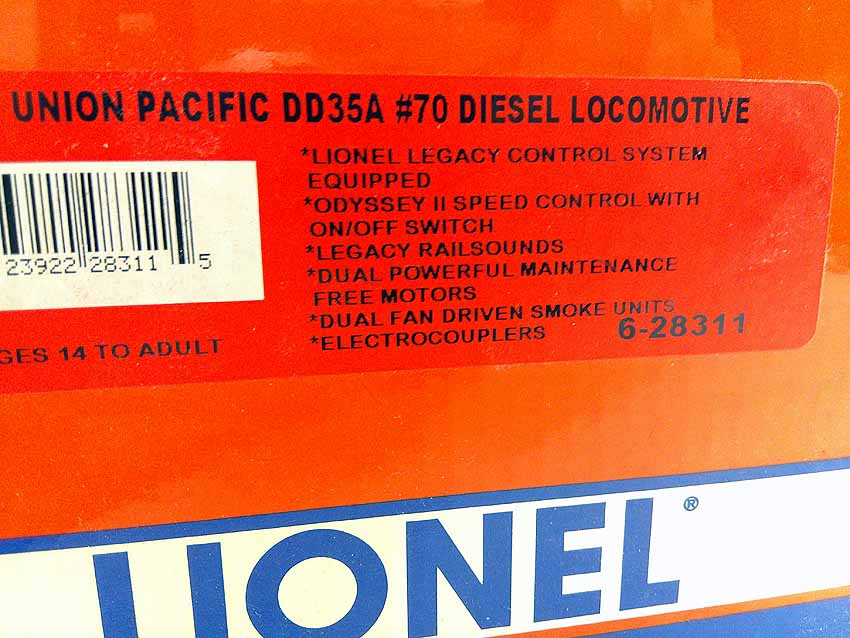 UNION PACIFIC DD35A #70 DIESEL LOCOMOTIVE
*LIONEL LEGACY CONTROL SYSTEM
EQUIPPED
*ODYSSEY II SPEED CONTROL WITH
ON/OFF SWITCH
*LEGACY RAILSOUNDS
*DUAL POWERFUL MAINTENANCE
FREE MOTORS
*DUAL FAN DRIVEN SMOKE UNITS
*ELECTROCOUPLERS
6-28311
23922 28311 5
GES 14 TO ADULT
LIONEL®